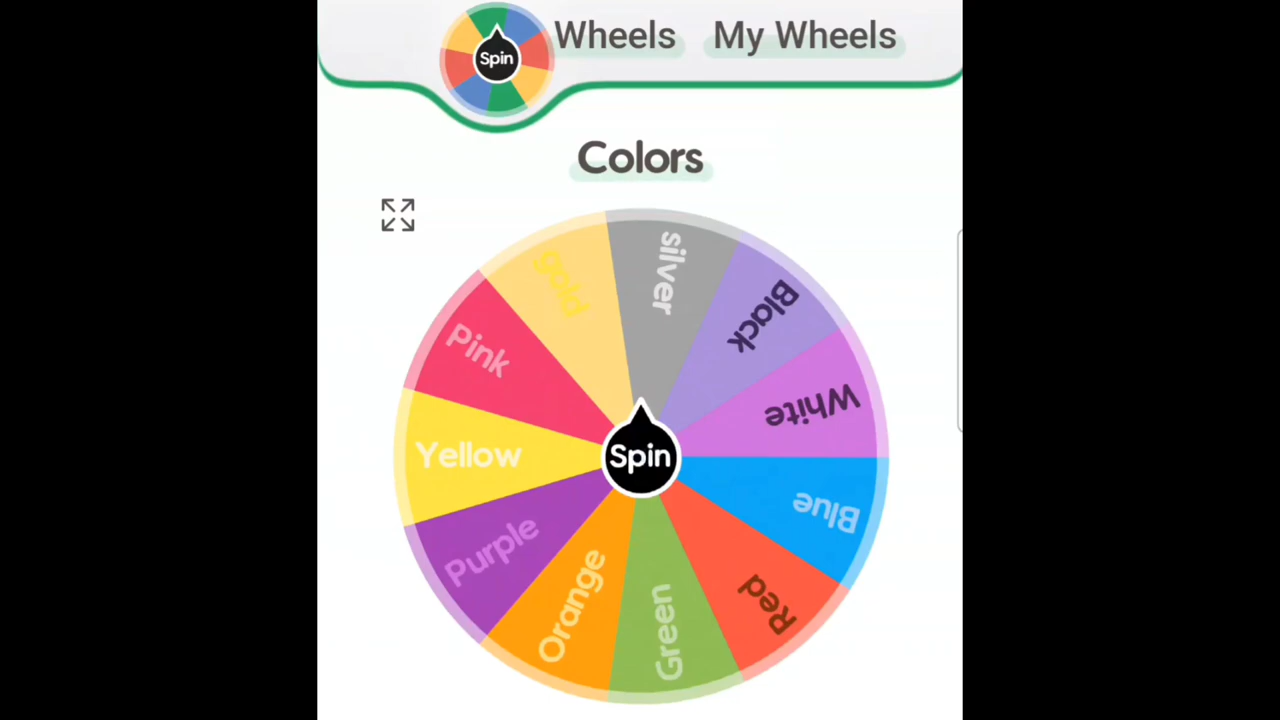 Spin
Wheels
My Wheels
Colors
silver
Black
White
Blue
Red
Green
Orange
Purple
Yellow
Pink
gold
Spin